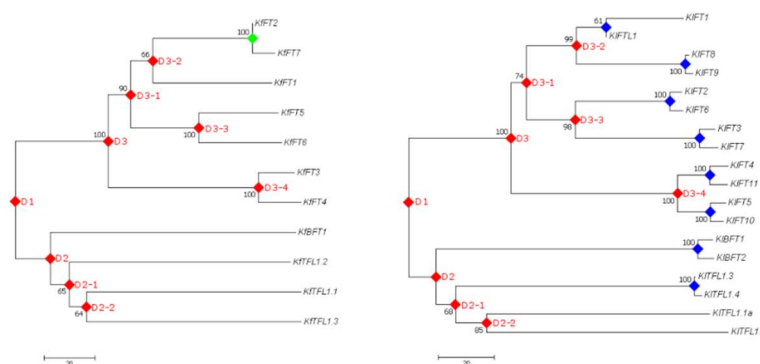 KfFT2
100
KfFT7
66
D3-2
KfFT1
90
D3-1
KfFT5
100
D3-3
KfFT6
100
D3
KfFT3
100
D3-4
KfFT4
D1
KfBFT1
D2
KfTFL1.2
65
D2-1
KfTFL1.1
64
D2-2
KfTFL1.3
20
61
KlFT1
KlFTL1
99
D3-2
KlFT8
100
KlFT9
74
D3-1
KlFT2
100
KlFT6
98
D3-3
KlFT3
100
KlFT7
100
D3
KlFT4
100
KlFT11
100
D3-4
KlFT5
100
KlFT10
D1
KlBFT1
100
KlBFT2
D2
KlTFL1.3
100
KlTFL1.4
68
D2-1
KlTFL1.1a
85
D2-2
KlTFL1.